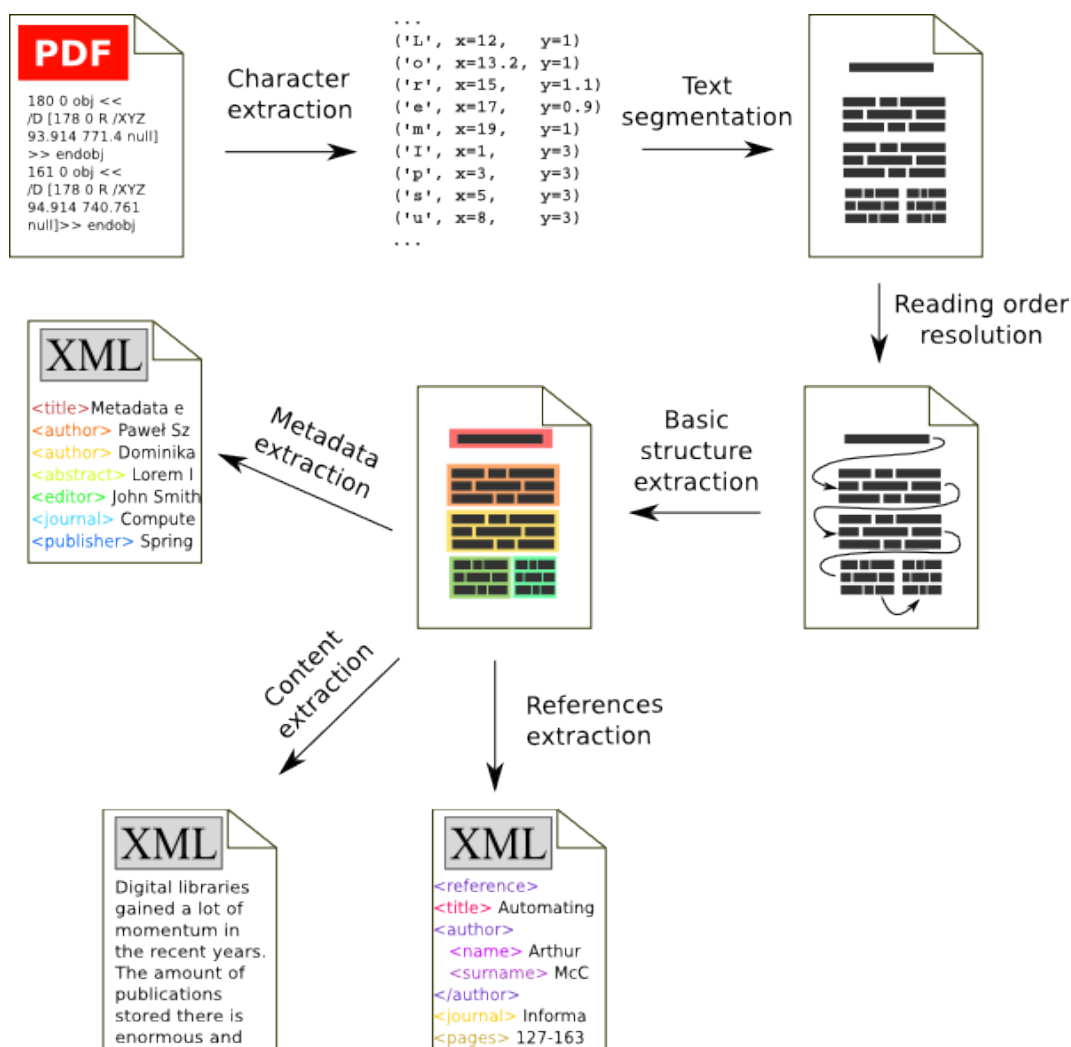 PDF
180 0 obj <<
/D [178 0 R /XYZ
93.914 771.4 null]
>> endobj
161 0 obj <<
/D [178 0 R /XYZ
94.914 740.761
null]>> endobj
Character
extraction
...
('L', x=12, y=1)
('o', x=13.2, y=1)
('r', x=15, y=1.1)
('e', x=17, y=0.9)
('m', x=19, y=1)
('I', x=1, y=3)
('p', x=3, y=3)
('s', x=5, y=3)
('u', x=8, y=3)
...
Text
segmentation
Reading order
resolution
Basic
structure
extraction
Metadata
extraction
XML
<title>Metadata e
<author> Paweł Sz
<author> Dominika
<abstract> Lorem I
<editor> John Smith
<journal> Compute
<publisher> Spring
Content
extraction
References
extraction
XML
Digital libraries
gained a lot of
momentum in
the recent years.
The amount of
publications
stored there is
enormous and
XML
<reference>
<title> Automating
<author>
<name> Arthur
<surname> McC
</author>
<journal> Informa
<pages> 127-163